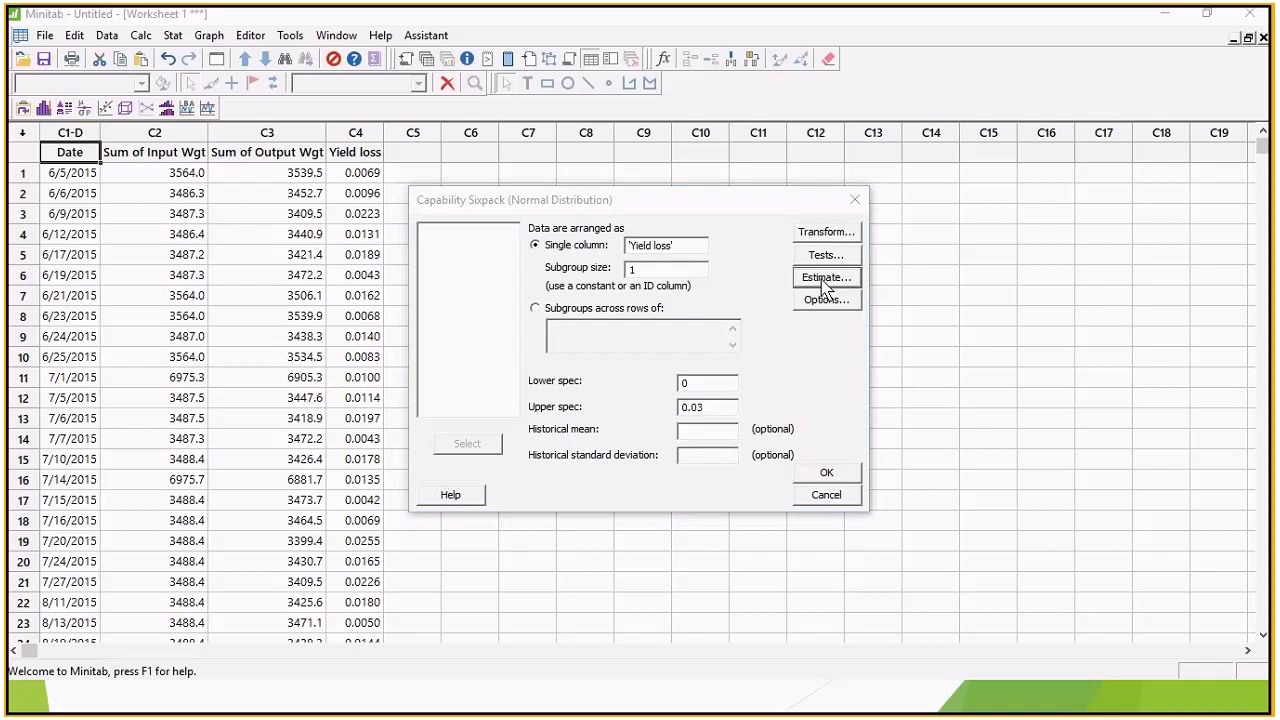 Minitab - Untitled - [Worksheet 1 ***]
File Edit Data Calc Stat Graph Editor Tools Window Help Assistant
C1-D C2 C3 C4 C5 C6 C7 C8 C9 C10 C11 C12 C13 C14 C15 C16 C17 C18 C19
Date Sum of Input Wgt Sum of Output Wgt Yield loss
1 6/5/2015 3564.0 3539.5 0.0069
2 6/6/2015 3486.3 3452.7 0.0096
3 6/9/2015 3487.3 3409.5 0.0223
4 6/12/2015 3486.4 3440.9 0.0131
5 6/17/2015 3487.2 3421.4 0.0189
6 6/19/2015 3487.3 3472.2 0.0043
7 6/21/2015 3564.0 3506.1 0.0162
8 6/23/2015 3564.0 3539.9 0.0068
9 6/24/2015 3487.0 3438.3 0.0140
10 6/25/2015 3564.0 3534.5 0.0083
11 7/1/2015 6975.3 6905.3 0.0100
12 7/5/2015 3487.5 3447.6 0.0114
13 7/6/2015 3487.5 3418.9 0.0197
14 7/7/2015 3487.3 3472.2 0.0043
15 7/10/2015 3488.4 3426.4 0.0178
16 7/14/2015 6975.7 6881.7 0.0135
17 7/15/2015 3488.4 3473.7 0.0042
18 7/16/2015 3488.4 3464.5 0.0069
19 7/20/2015 3488.4 3399.4 0.0255
20 7/24/2015 3488.4 3430.7 0.0165
21 7/27/2015 3488.4 3409.5 0.0226
22 8/11/2015 3488.4 3425.6 0.0180
23 8/13/2015 3488.4 3471.1 0.0050
Capability Sixpack (Normal Distribution)
Data are arranged as
Single column: 'Yield loss'
Subgroup size: 1
(use a constant or an ID column)
Subgroups across rows of:
Lower spec: 0
Upper spec: 0.03
Historical mean: (optional)
Historical standard deviation: (optional)
Transform...
Tests...
Estimate...
Options...
Select
Help
OK
Cancel
Welcome to Minitab, press F1 for help.